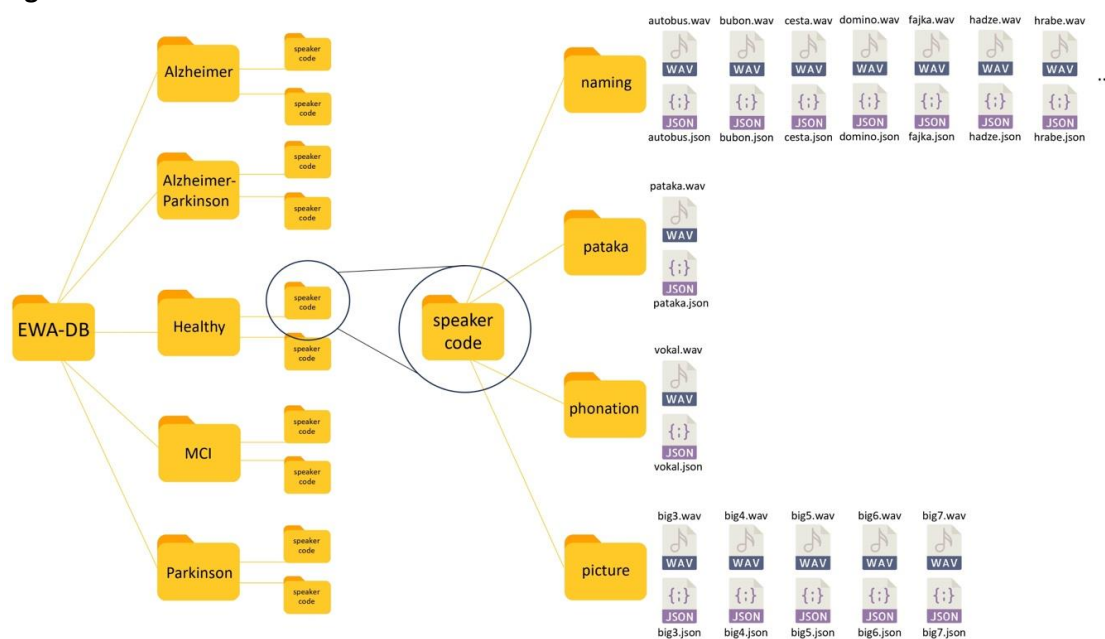 EWA-DB
Alzheimer
speaker
code
speaker
code
Alzheimer-
Parkinson
speaker
code
speaker
code
Healthy
speaker
code
speaker
code
MCI
speaker
code
speaker
code
Parkinson
speaker
code
speaker
code
speaker
code
naming
autobus.wav bubon.wav cesta.wav domino.wav fajka.wav hadze.wav hrabe.wav
WAV WAV WAV WAV WAV WAV WAV
...
{;} {;} {;} {;} {;} {;} {;}
JSON JSON JSON JSON JSON JSON JSON
autobus.json bubon.json cesta.json domino.json fajka.json hadze.json hrabe.json
pataka
pataka.wav
WAV
{;}
JSON
pataka.json
phonation
vokal.wav
WAV
{;}
JSON
vokal.json
picture
big3.wav big4.wav big5.wav big6.wav big7.wav
WAV WAV WAV WAV WAV
{;} {;} {;} {;} {;}
JSON JSON JSON JSON JSON
big3.json big4.json big5.json big6.json big7.json